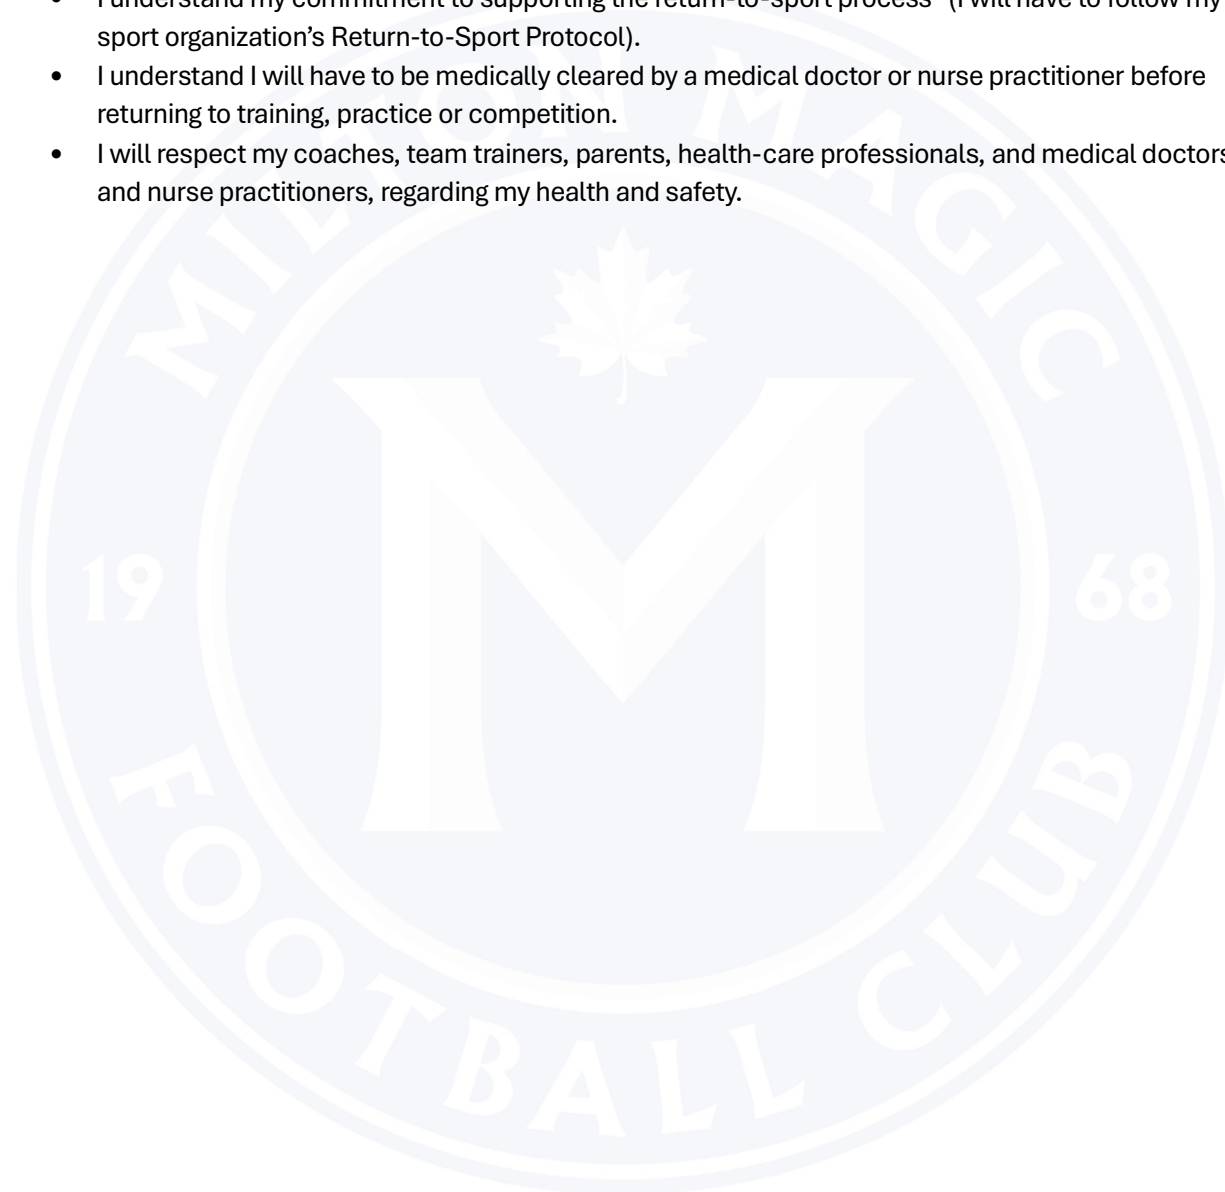 • I understand my commitment to supporting the return-to-sport process* (I will have to follow my
sport organization’s Return-to-Sport Protocol).
• I understand I will have to be medically cleared by a medical doctor or nurse practitioner before
returning to training, practice or competition.
• I will respect my coaches, team trainers, parents, health-care professionals, and medical doctors
and nurse practitioners, regarding my health and safety.
MILTON MAGIC
19
68
FOOTBALL CLUB